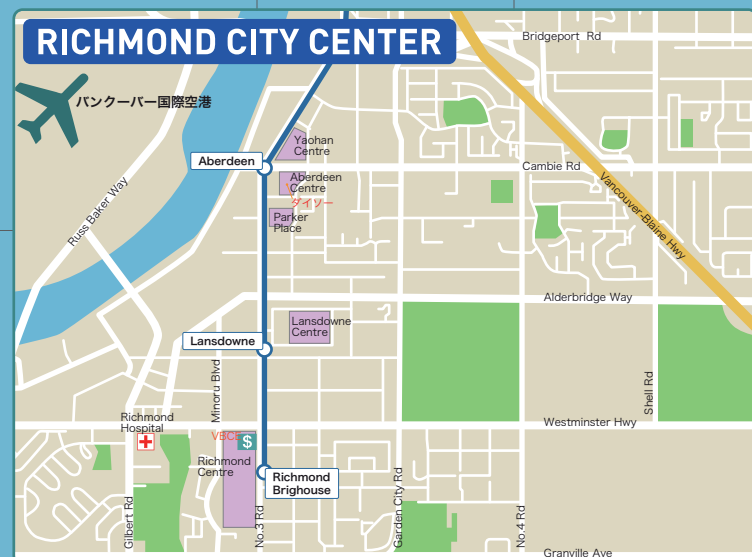 RICHMOND CITY CENTER
Bridgeport Rd
バンクーバー国際空港
Yaohan
Centre
Aberdeen
Cambie Rd
Aberdeen
Centre
ダイソー
Parker
Place
Russ Baker Way
Vancouver-Blaine Hwy
Alderbridge Way
Lansdowne
Centre
Lansdowne
Minoru Blvd
Shell Rd
Richmond
Hospital
Westminster Hwy
VBCE
$
Richmond
Centre
Richmond
Brighouse
Gilbert Rd
No.3 Rd
Garden City Rd
No.4 Rd
Granville Ave